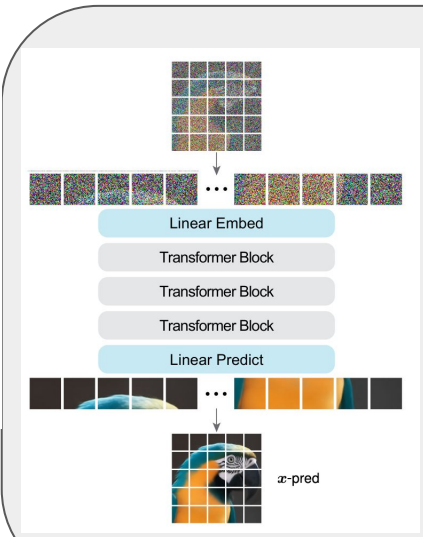 Linear Embed
Transformer Block
Transformer Block
Transformer Block
Linear Predict
x-pred